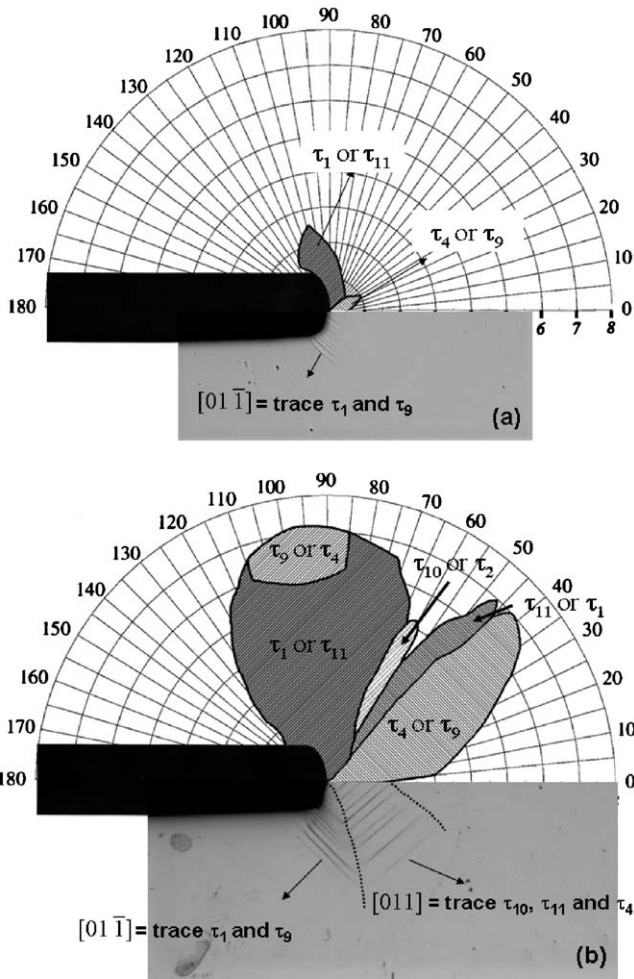 90
100 80
110 70
120 60
130 50
140 40
150 30
160 20
170 10
180 0
τ₁ or τ₁₁
τ₄ or τ₉
6 7 8
[01 1̅] = trace τ₁ and τ₉
(a)
90
100 80
110 70
120 60
130 50
140 40
150 30
160 20
170 10
180 0
τ₉ or τ₄
τ₁₀ or τ₂
τ₁₁ or τ₁
τ₁ or τ₁₁
τ₄ or τ₉
[011] = trace τ₁₀, τ₁₁ and τ₄
[01 1̅] = trace τ₁ and τ₉
(b)